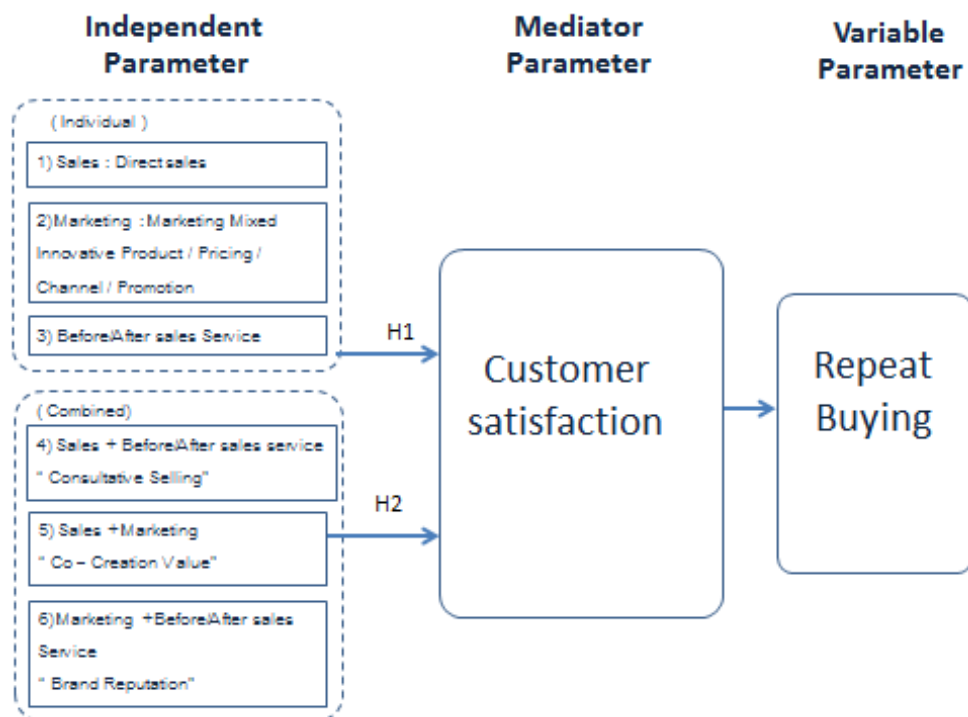 Independent
Parameter
Mediator
Parameter
Variable
Parameter
( Individual )
1) Sales : Direct sales
2)Marketing : Marketing Mixed
Innovative Product / Pricing /
Channel / Promotion
3) Before/After sales Service
H1
(Combined)
4) Sales + Before/After sales service
" Consultative Selling"
5) Sales +Marketing
" Co – Creation Value"
6)Marketing +Before/After sales
Service
" Brand Reputation"
H2
Customer
satisfaction
Repeat
Buying